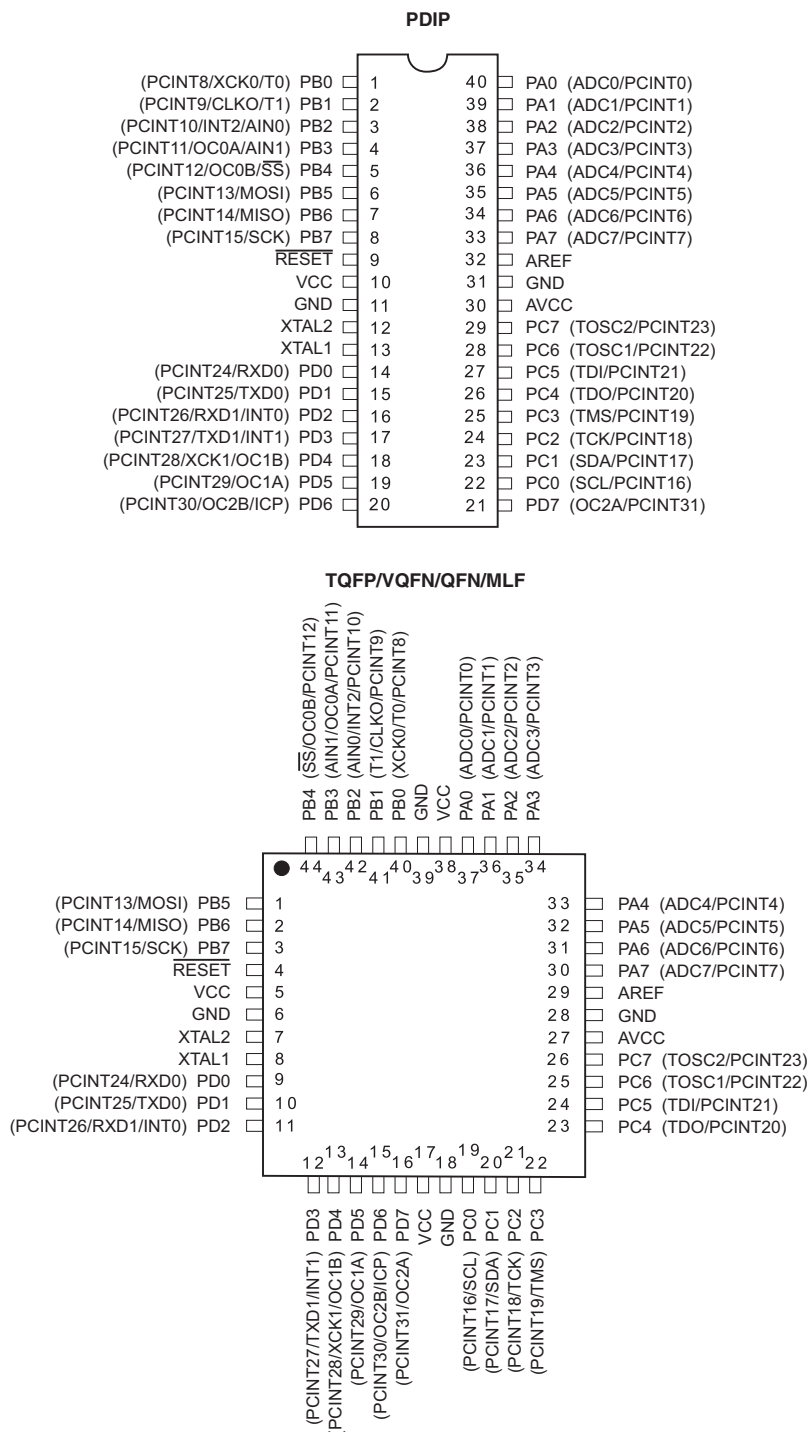 PDIP
(PCINT8/XCK0/T0) PB0 1 40 PA0 (ADC0/PCINT0)
(PCINT9/CLKO/T1) PB1 2 39 PA1 (ADC1/PCINT1)
(PCINT10/INT2/AIN0) PB2 3 38 PA2 (ADC2/PCINT2)
(PCINT11/OC0A/AIN1) PB3 4 37 PA3 (ADC3/PCINT3)
(PCINT12/OC0B/S̅S̅) PB4 5 36 PA4 (ADC4/PCINT4)
(PCINT13/MOSI) PB5 6 35 PA5 (ADC5/PCINT5)
(PCINT14/MISO) PB6 7 34 PA6 (ADC6/PCINT6)
(PCINT15/SCK) PB7 8 33 PA7 (ADC7/PCINT7)
R̅E̅S̅E̅T̅ 9 32 AREF
VCC 10 31 GND
GND 11 30 AVCC
XTAL2 12 29 PC7 (TOSC2/PCINT23)
XTAL1 13 28 PC6 (TOSC1/PCINT22)
(PCINT24/RXD0) PD0 14 27 PC5 (TDI/PCINT21)
(PCINT25/TXD0) PD1 15 26 PC4 (TDO/PCINT20)
(PCINT26/RXD1/INT0) PD2 16 25 PC3 (TMS/PCINT19)
(PCINT27/TXD1/INT1) PD3 17 24 PC2 (TCK/PCINT18)
(PCINT28/XCK1/OC1B) PD4 18 23 PC1 (SDA/PCINT17)
(PCINT29/OC1A) PD5 19 22 PC0 (SCL/PCINT16)
(PCINT30/OC2B/ICP) PD6 20 21 PD7 (OC2A/PCINT31)
TQFP/VQFN/QFN/MLF
PB4 (S̅S̅/OC0B/PCINT12)
PB3 (AIN1/OC0A/PCINT11)
PB2 (AIN0/INT2/PCINT10)
PB1 (T1/CLKO/PCINT9)
PB0 (XCK0/T0/PCINT8)
GND
VCC
PA0 (ADC0/PCINT0)
PA1 (ADC1/PCINT1)
PA2 (ADC2/PCINT2)
PA3 (ADC3/PCINT3)
44 43 42 41 40 39 38 37 36 35 34
(PCINT13/MOSI) PB5 1 33 PA4 (ADC4/PCINT4)
(PCINT14/MISO) PB6 2 32 PA5 (ADC5/PCINT5)
(PCINT15/SCK) PB7 3 31 PA6 (ADC6/PCINT6)
R̅E̅S̅E̅T̅ 4 30 PA7 (ADC7/PCINT7)
VCC 5 29 AREF
GND 6 28 GND
XTAL2 7 27 AVCC
XTAL1 8 26 PC7 (TOSC2/PCINT23)
(PCINT24/RXD0) PD0 9 25 PC6 (TOSC1/PCINT22)
(PCINT25/TXD0) PD1 10 24 PC5 (TDI/PCINT21)
(PCINT26/RXD1/INT0) PD2 11 23 PC4 (TDO/PCINT20)
12 13 14 15 16 17 18 19 20 21 22
(PCINT27/TXD1/INT1) PD3
(PCINT28/XCK1/OC1B) PD4
(PCINT29/OC1A) PD5
(PCINT30/OC2B/ICP) PD6
(PCINT31/OC2A) PD7
VCC
GND
(PCINT16/SCL) PC0
(PCINT17/SDA) PC1
(PCINT18/TCK) PC2
(PCINT19/TMS) PC3